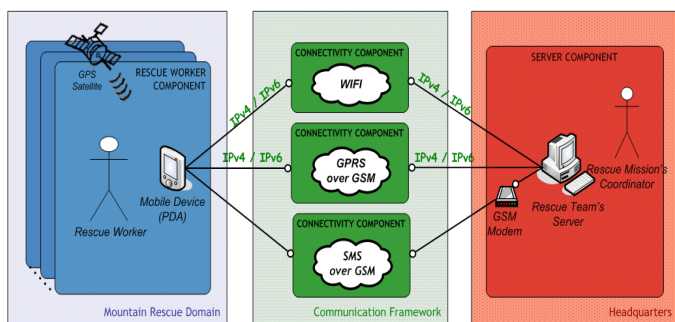 GPS
Satellite
RESCUE WORKER
COMPONENT
Rescue Worker
Mobile Device
(PDA)
Mountain Rescue Domain
IPv4 / IPv6
IPv4 / IPv6
CONNECTIVITY COMPONENT
WIFI
CONNECTIVITY COMPONENT
GPRS
over GSM
CONNECTIVITY COMPONENT
SMS
over GSM
Communication Framework
IPv4 / IPv6
IPv4 / IPv6
SERVER COMPONENT
Rescue Mission's
Coordinator
Rescue Team's
Server
GSM
Modem
Headquarters